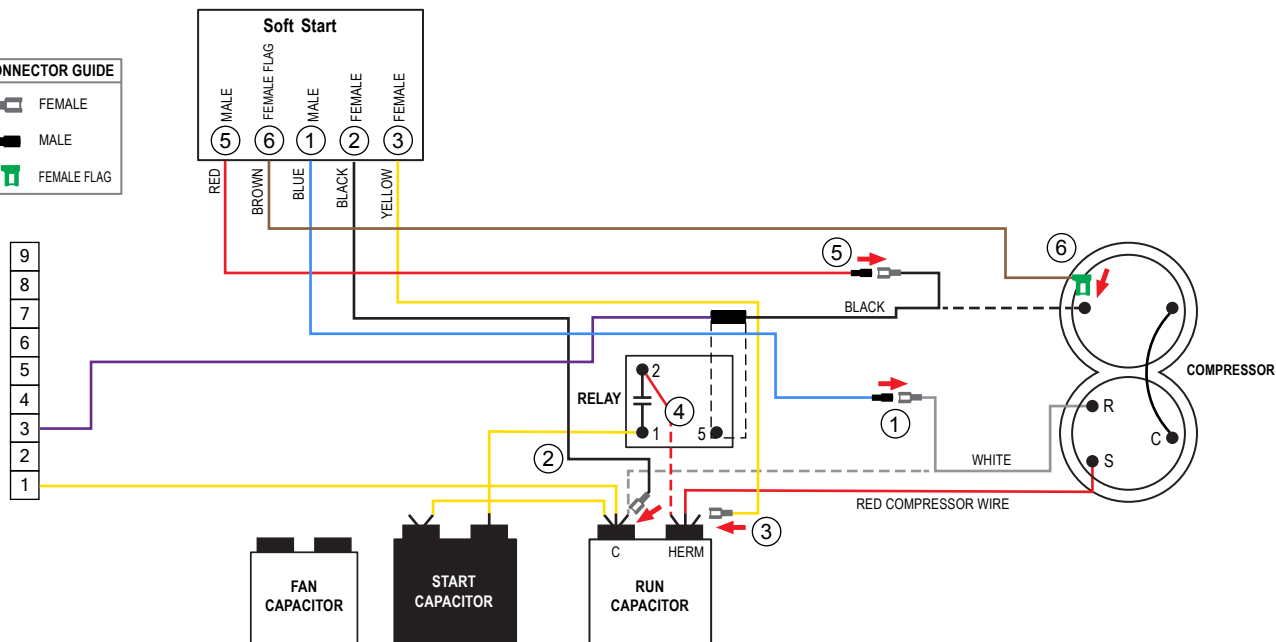 Soft Start
MALE
FEMALE FLAG
MALE
FEMALE
FEMALE
5
6
1
2
3
RED
BROWN
BLUE
BLACK
YELLOW
ONNECTOR GUIDE
FEMALE
MALE
FEMALE FLAG
9
8
7
6
5
4
3
2
1
5
6
BLACK
COMPRESSOR
RELAY
2
4
1
5
1
R
C
S
2
WHITE
RED COMPRESSOR WIRE
3
C
HERM
FAN
CAPACITOR
START
CAPACITOR
RUN
CAPACITOR